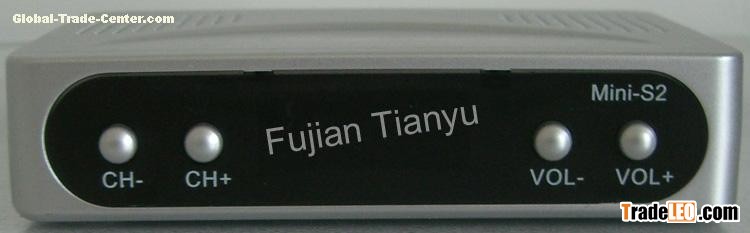 Global-Trade-Center.com
Mini-S2
Fujian Tianyu
CH- CH+ VOL- VOL+
TradeLEO.com